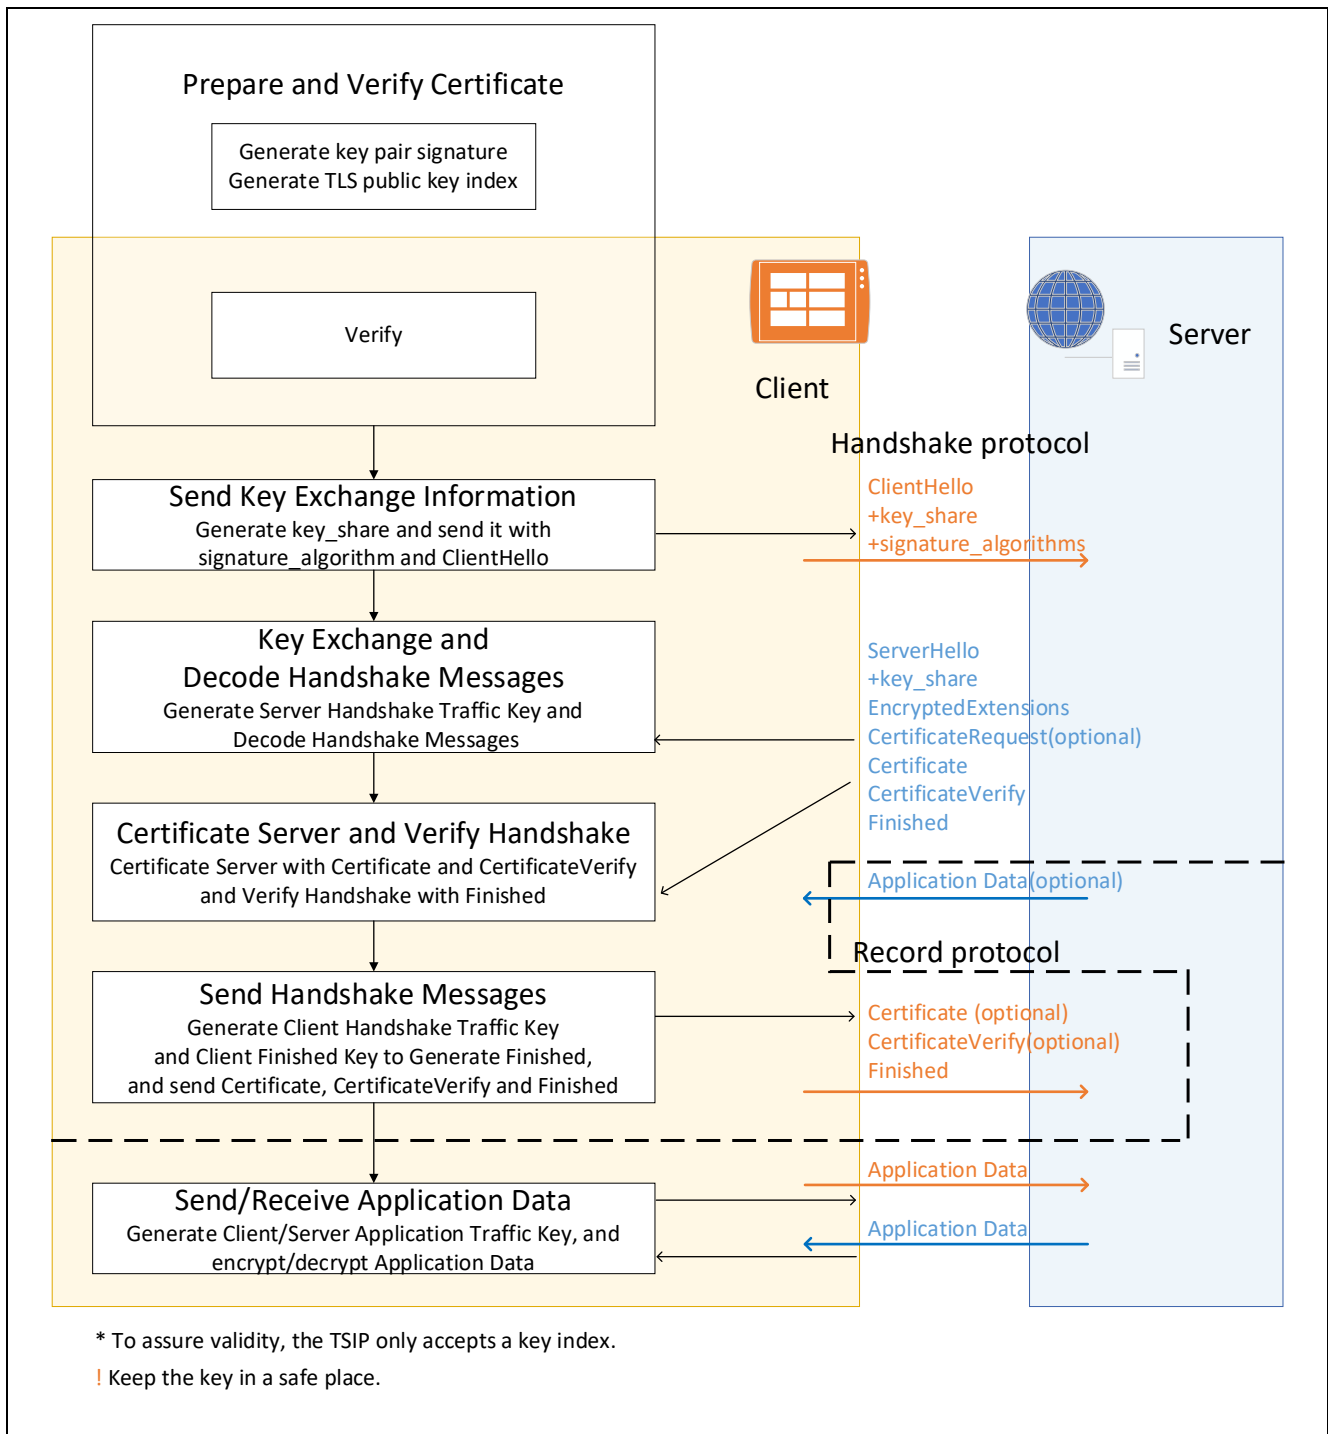 Prepare and Verify Certificate
Generate key pair signature
Generate TLS public key index
Verify
Client
Server
Handshake protocol
Send Key Exchange Information
Generate key_share and send it with
signature_algorithm and ClientHello
ClientHello
+key_share
+signature_algorithms
Key Exchange and
Decode Handshake Messages
Generate Server Handshake Traffic Key and
Decode Handshake Messages
ServerHello
+key_share
EncryptedExtensions
CertificateRequest(optional)
Certificate
CertificateVerify
Finished
Certificate Server and Verify Handshake
Certificate Server with Certificate and CertificateVerify
and Verify Handshake with Finished
Application Data(optional)
Record protocol
Send Handshake Messages
Generate Client Handshake Traffic Key
and Client Finished Key to Generate Finished,
and send Certificate, CertificateVerify and Finished
Certificate (optional)
CertificateVerify(optional)
Finished
Send/Receive Application Data
Generate Client/Server Application Traffic Key, and
encrypt/decrypt Application Data
Application Data
Application Data
* To assure validity, the TSIP only accepts a key index.
! Keep the key in a safe place.